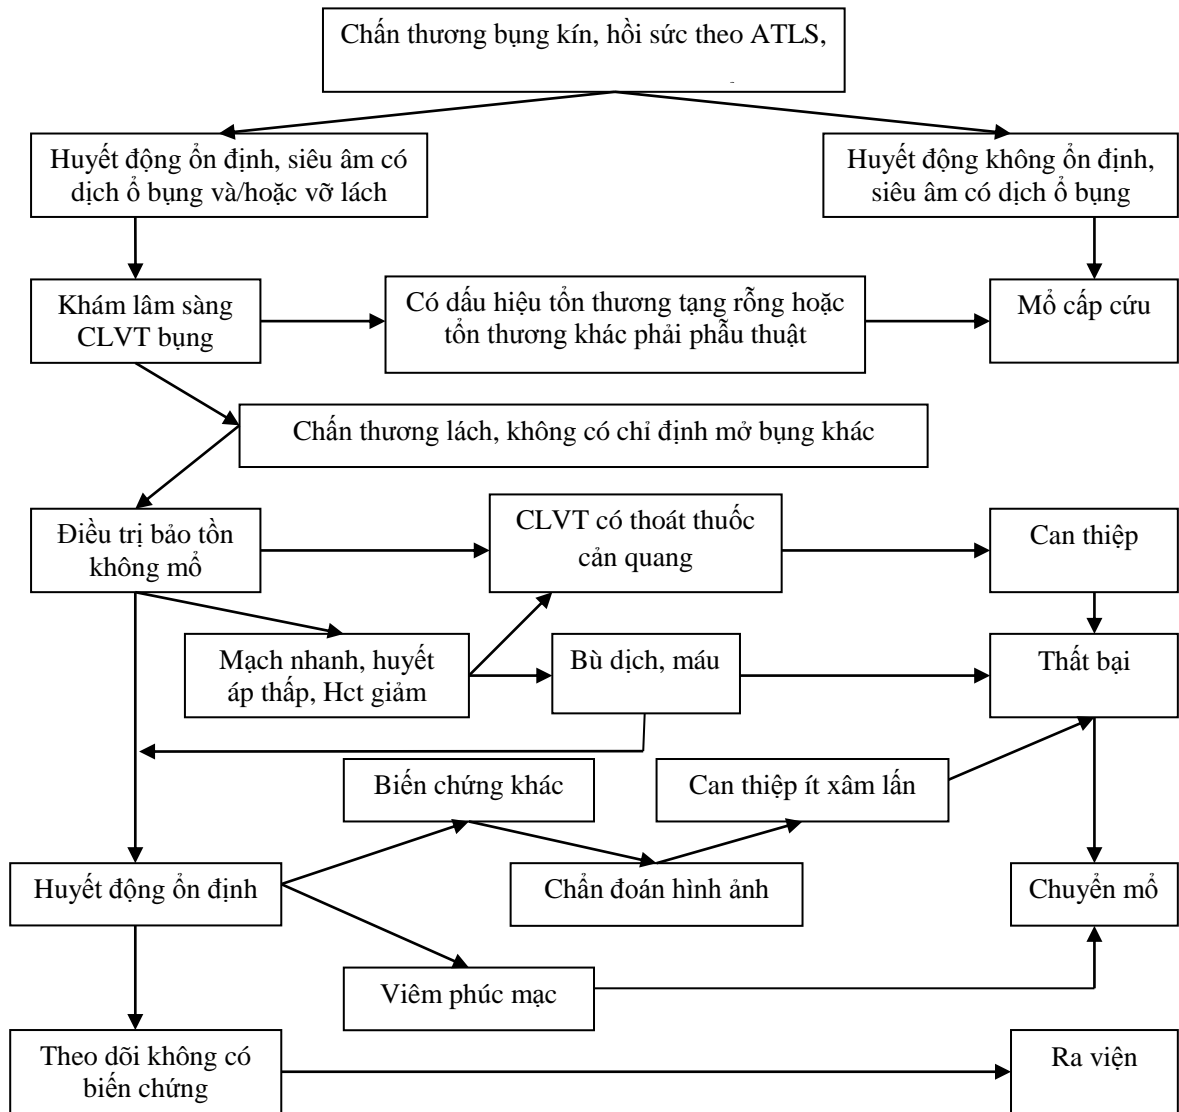 Chấn thương bụng kín, hồi sức theo ATLS,
Huyết động ổn định, siêu âm có
dịch ổ bụng và/hoặc vỡ lách
Huyết động không ổn định,
siêu âm có dịch ổ bụng
Khám lâm sàng
CLVT bụng
Có dấu hiệu tổn thương tạng rỗng hoặc
tổn thương khác phải phẫu thuật
Mổ cấp cứu
Chấn thương lách, không có chỉ định mở bụng khác
Điều trị bảo tồn
không mổ
CLVT có thoát thuốc
cản quang
Can thiệp
Mạch nhanh, huyết
áp thấp, Hct giảm
Bù dịch, máu
Thất bại
Biến chứng khác
Can thiệp ít xâm lấn
Huyết động ổn định
Chẩn đoán hình ảnh
Chuyển mổ
Viêm phúc mạc
Theo dõi không có
biến chứng
Ra viện